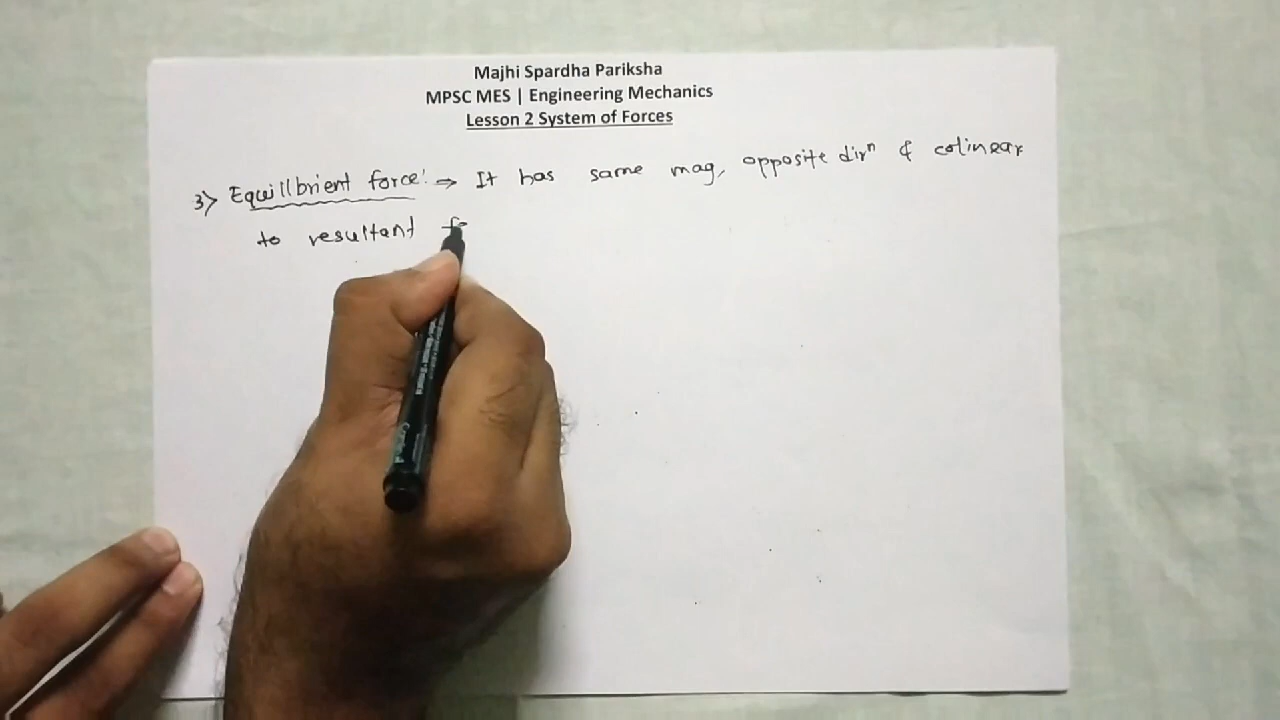 Majhi Spardha Pariksha
MPSC MES | Engineering Mechanics
Lesson 2 System of Forces
3> Equillbrient force: → It has same mag, opposite dirⁿ & colinear
to resultant fo